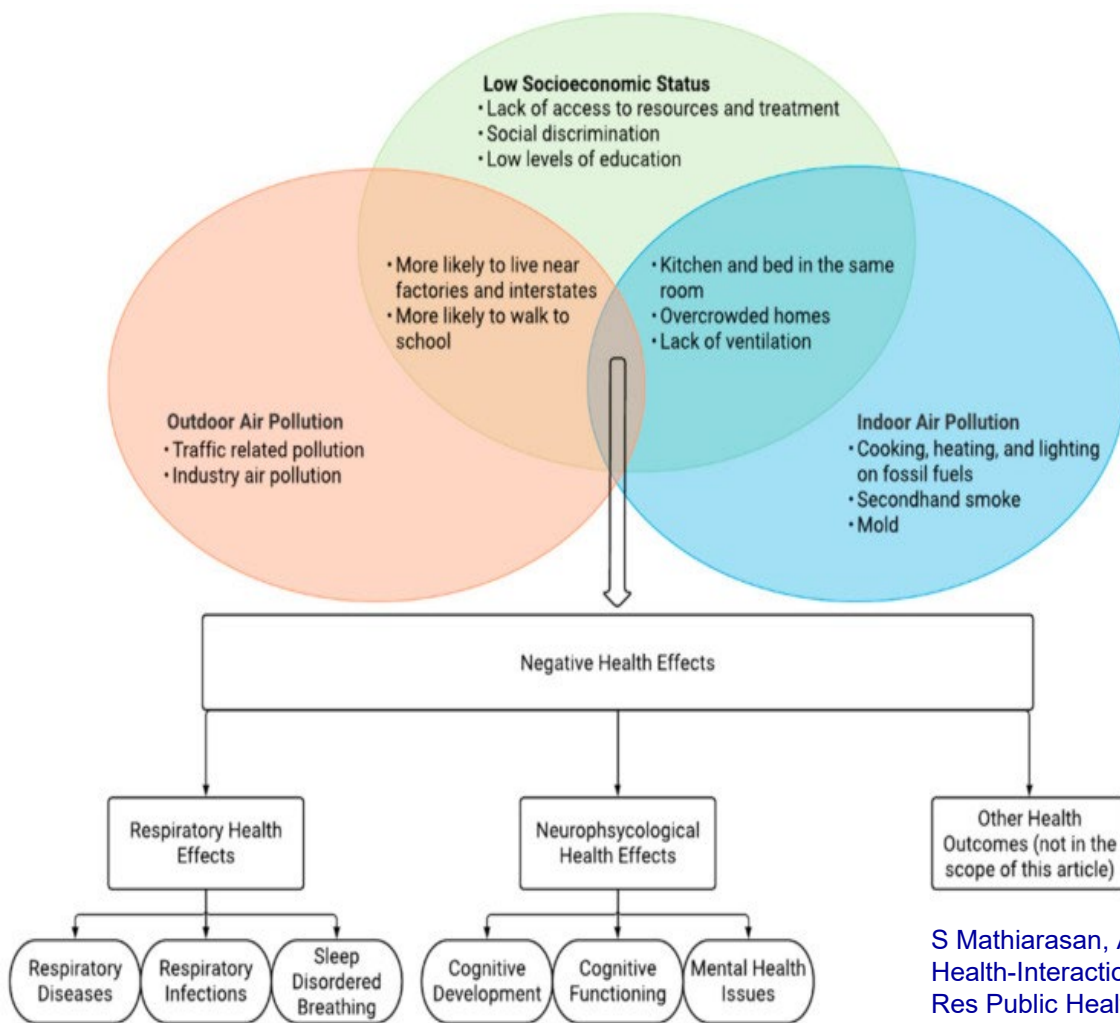 Low Socioeconomic Status
• Lack of access to resources and treatment
• Social discrimination
• Low levels of education
• More likely to live near
factories and interstates
• More likely to walk to
school
• Kitchen and bed in the same
room
• Overcrowded homes
• Lack of ventilation
Outdoor Air Pollution
• Traffic related pollution
• Industry air pollution
Indoor Air Pollution
• Cooking, heating, and lighting
on fossil fuels
• Secondhand smoke
• Mold
Negative Health Effects
Respiratory Health
Effects
Neurophsycological
Health Effects
Other Health
Outcomes (not in the
scope of this article)
Respiratory
Diseases
Respiratory
Infections
Sleep
Disordered
Breathing
Cognitive
Development
Cognitive
Functioning
Mental Health
Issues
S Mathiarasan,
Health-Interactio
Res Public Heal